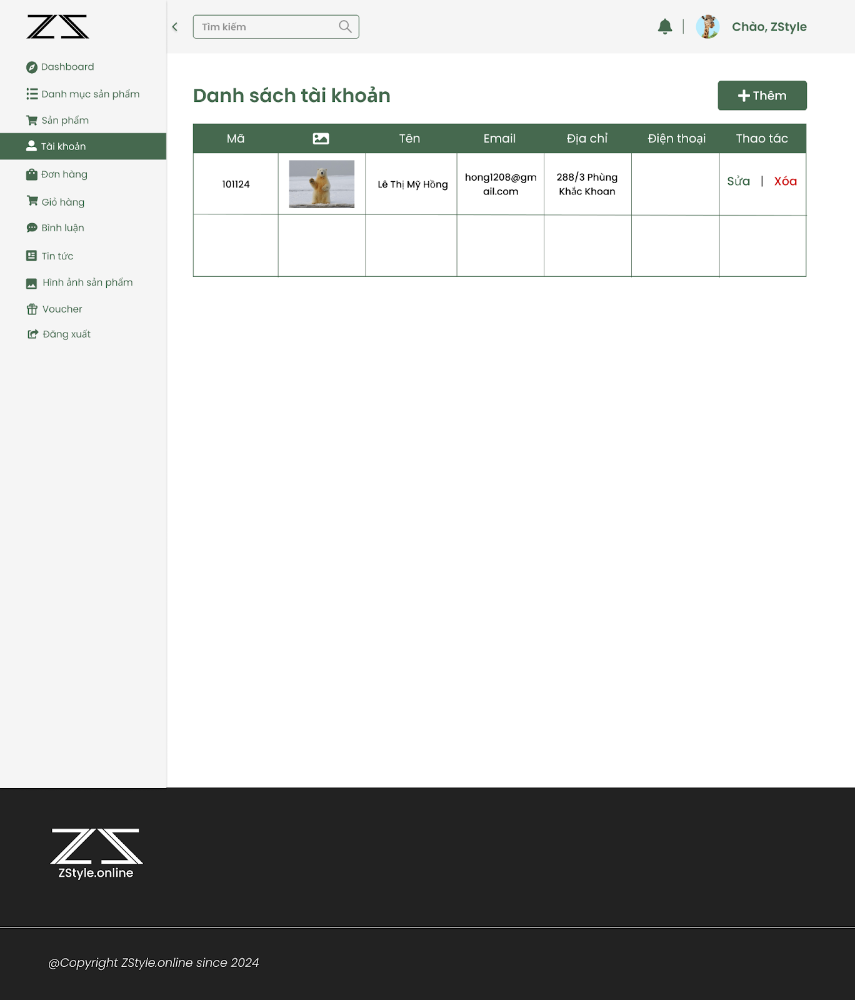 ZS
Tìm kiếm
Chào, ZStyle
Dashboard
Danh mục sản phẩm
Sản phẩm
Tài khoản
Đơn hàng
Giỏ hàng
Bình luận
Tin tức
Hình ảnh sản phẩm
Voucher
Đăng xuất
Danh sách tài khoản
Thêm
Mã Tên Email Địa chỉ Điện thoại Thao tác
101124
Lê Thị Mỹ Hồng
hong1208@gm
ail.com
288/3 Phùng
Khắc Khoan
Sửa | Xóa
ZS
ZStyle.online
@Copyright ZStyle.online since 2024